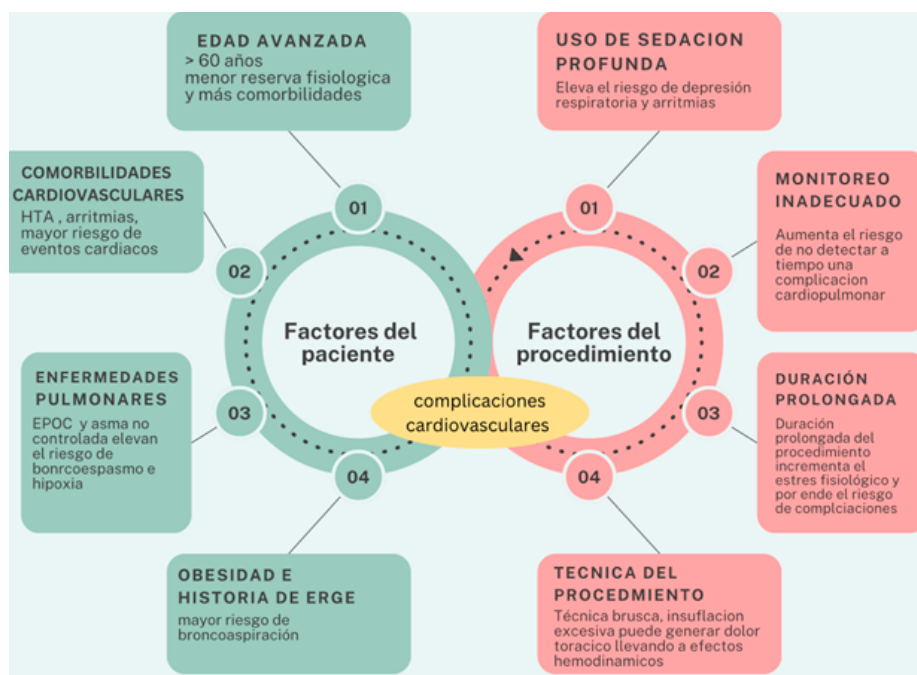 EDAD AVANZADA
> 60 años
menor reserva fisiologica
y más comorbilidades
COMORBILIDADES
CARDIOVASCULARES
HTA , arritmias,
mayor riesgo de
eventos cardiacos
ENFERMEDADES
PULMONARES
EPOC y asma no
controlada elevan
el riesgo de
bonrcoespasmo e
hipoxia
OBESIDAD E
HISTORIA DE ERGE
mayor riesgo de
broncoaspiración
01
02
03
04
Factores del
paciente
complicaciones
cardiovasculares
Factores del
procedimiento
01
02
03
04
USO DE SEDACION
PROFUNDA
Eleva el riesgo de depresión
respiratoria y arritmias
MONITOREO
INADECUADO
Aumenta el riesgo
de no detectar a
tiempo una
complicacion
cardiopulmonar
DURACIÓN
PROLONGADA
Duración
prolongada del
procedimiento
incrementa el
estres fisiológico y
por ende el riesgo
de complciaciones
TECNICA DEL
PROCEDMIENTO
Técnica brusca, insuflacion
excesiva puede generar dolor
toracico llevando a efectos
hemodinamicos